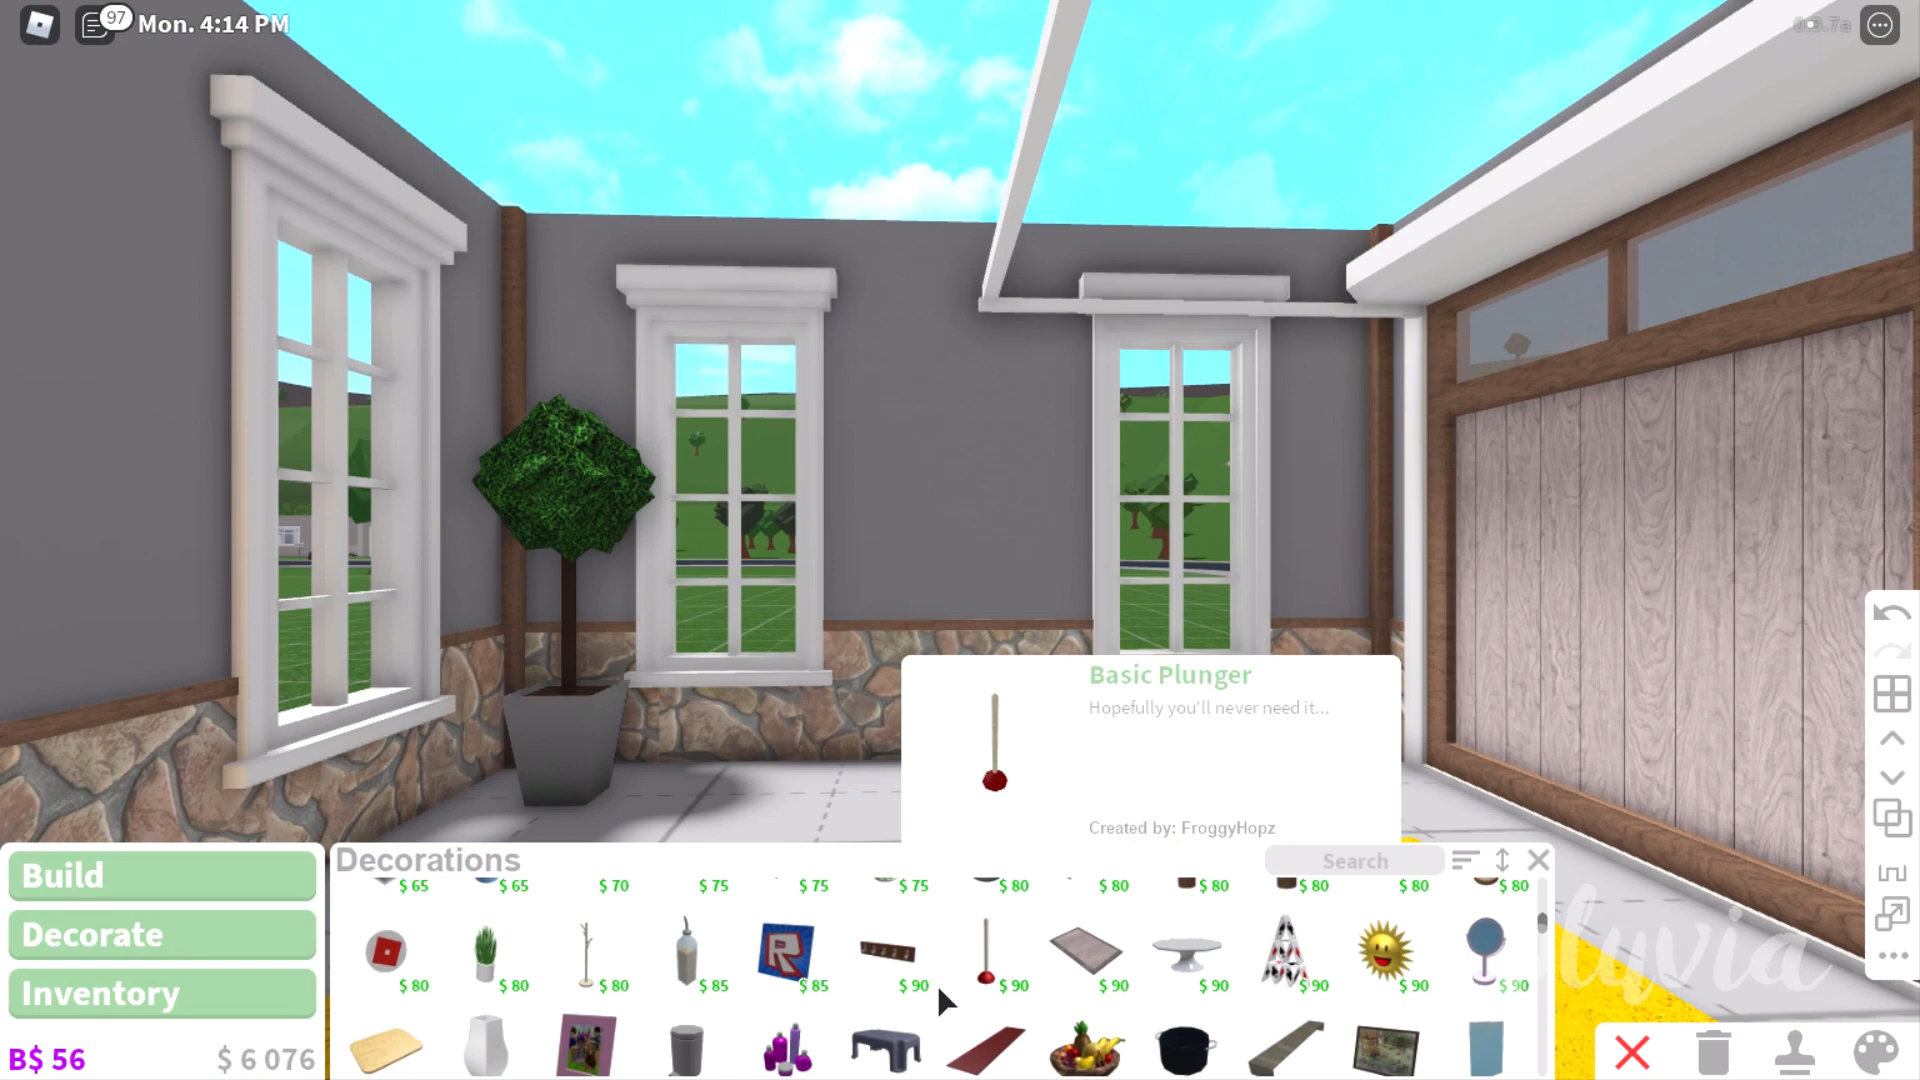 97
Mon. 4:14 PM
Basic Plunger
Hopefully you'll never need it...
Created by: FroggyHopz
Build
Decorate
Inventory
B$ 56
$ 6 076
Decorations
Search
$ 65
$ 65
$ 70
$ 75
$ 75
$ 75
$ 80
$ 80
$ 80
$ 80
$ 80
$ 80
R
$ 80
$ 80
$ 80
$ 85
$ 85
$ 90
$ 90
$ 90
$ 90
$ 90
$ 90
$ 90
lyvia